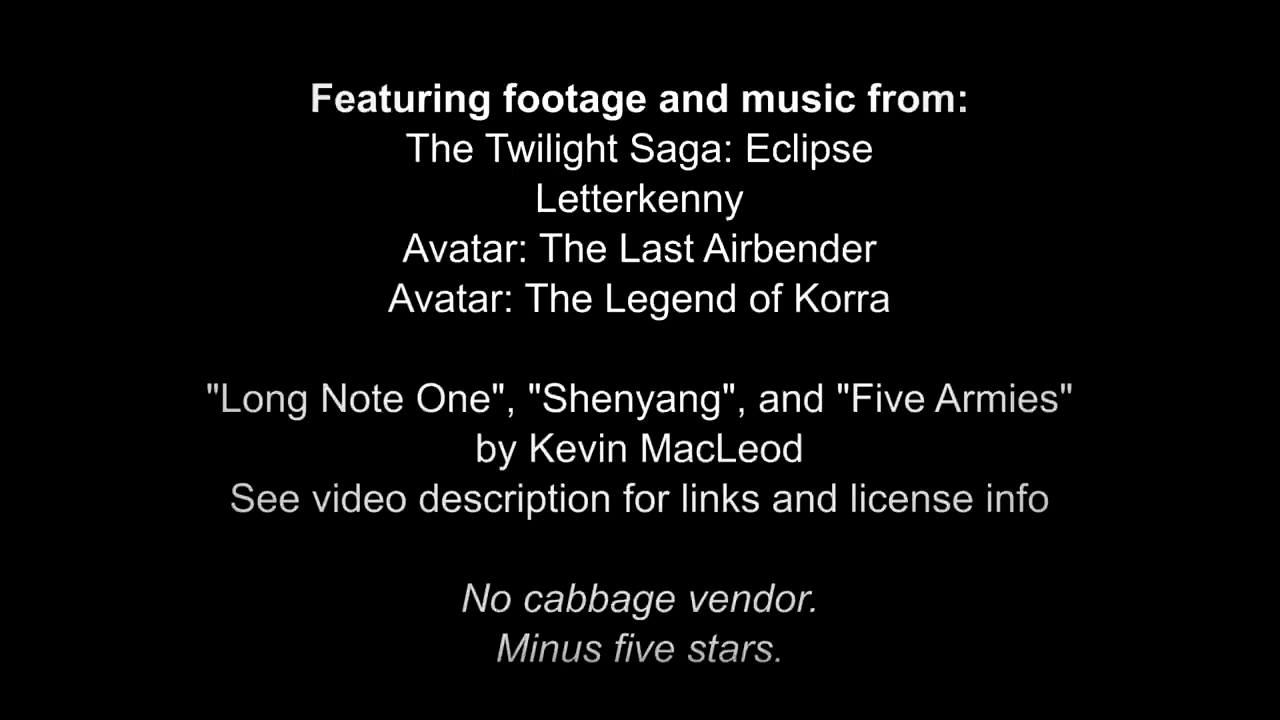 Featuring footage and music from:
The Twilight Saga: Eclipse
Letterkenny
Avatar: The Last Airbender
Avatar: The Legend of Korra
"Long Note One", "Shenyang", and "Five Armies"
by Kevin MacLeod
See video description for links and license info
No cabbage vendor.
Minus five stars.